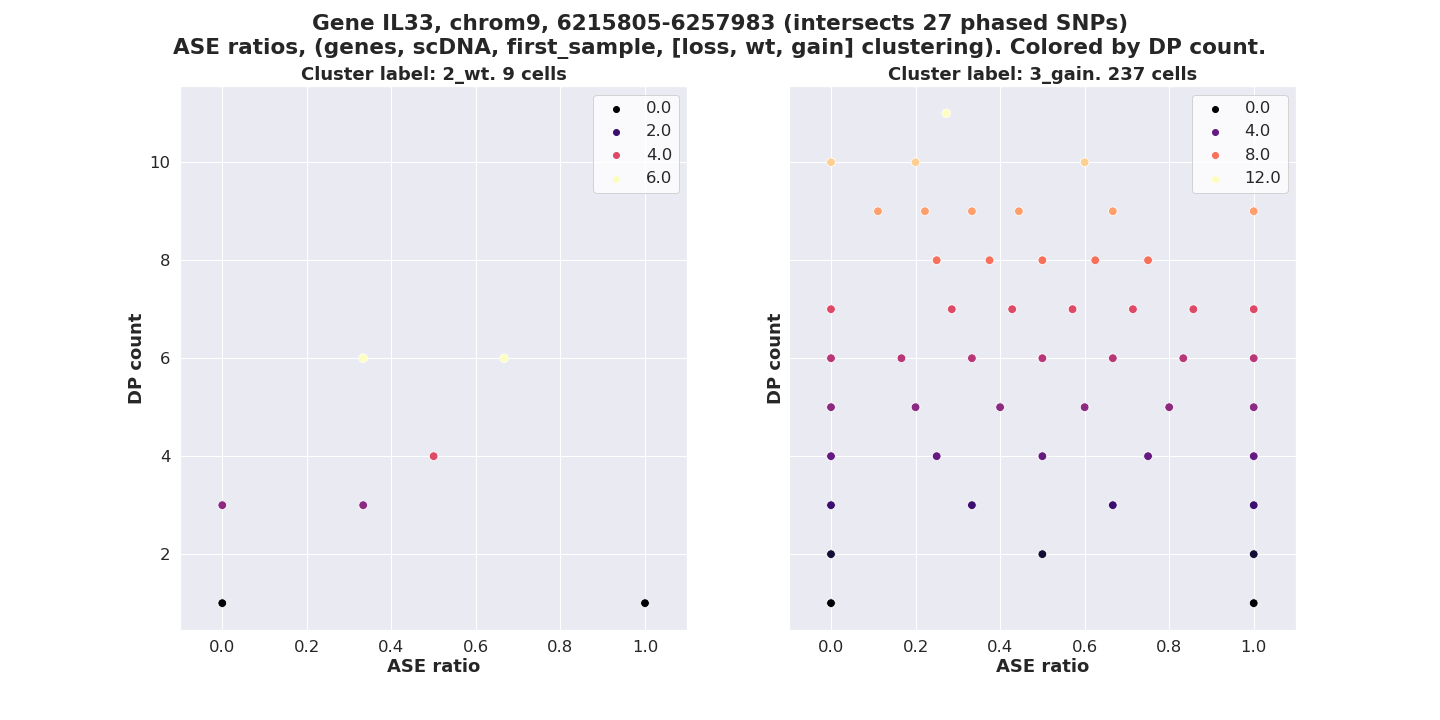 Gene IL33, chrom9, 6215805-6257983 (intersects 27 phased SNPs)
ASE ratios, (genes, scDNA, first_sample, [loss, wt, gain] clustering). Colored by DP count.
Cluster label: 2_wt. 9 cells
0.0
2.0
4.0
6.0
DP count
10
8
6
4
2
0.0 0.2 0.4 0.6 0.8 1.0
ASE ratio
Cluster label: 3_gain. 237 cells
0.0
4.0
8.0
12.0
DP count
0.0 0.2 0.4 0.6 0.8 1.0
ASE ratio